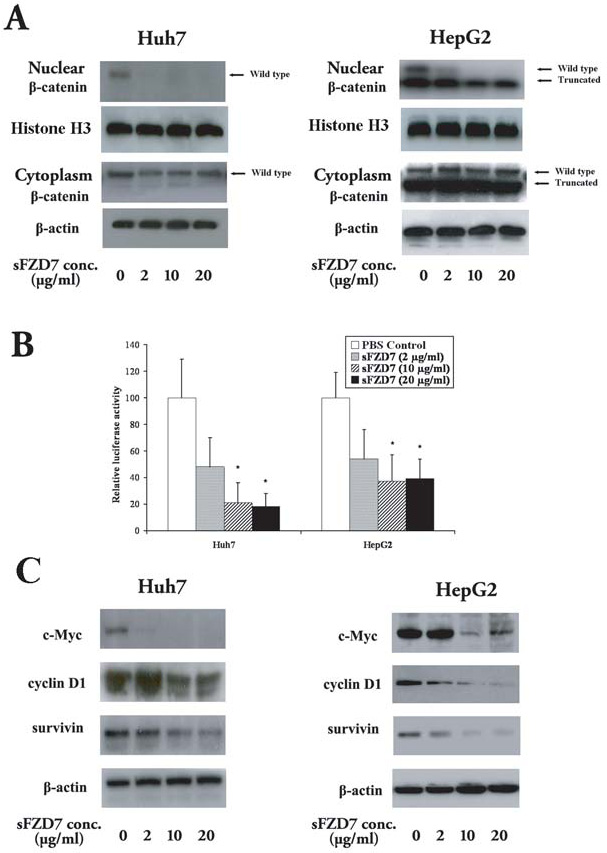 A
Huh7
HepG2
Nuclear
β-catenin
Wild type
Nuclear
β-catenin
Wild type
Truncated
Histone H3
Histone H3
Cytoplasm
β-catenin
Wild type
Cytoplasm
β-catenin
Wild type
Truncated
β-actin
β-actin
sFZD7 conc.
(μg/ml)
0 2 10 20
sFZD7 conc.
(μg/ml)
0 2 10 20
B
Relative luciferase activity
140
120
100
80
60
40
20
0
PBS Control
sFZD7 (2 μg/ml)
sFZD7 (10 μg/ml)
sFZD7 (20 μg/ml)
* *
* *
Huh7
HepG2
C
Huh7
HepG2
c-Myc
c-Myc
cyclin D1
cyclin D1
survivin
survivin
β-actin
β-actin
sFZD7 conc.
(μg/ml)
0 2 10 20
sFZD7 conc.
(μg/ml)
0 2 10 20